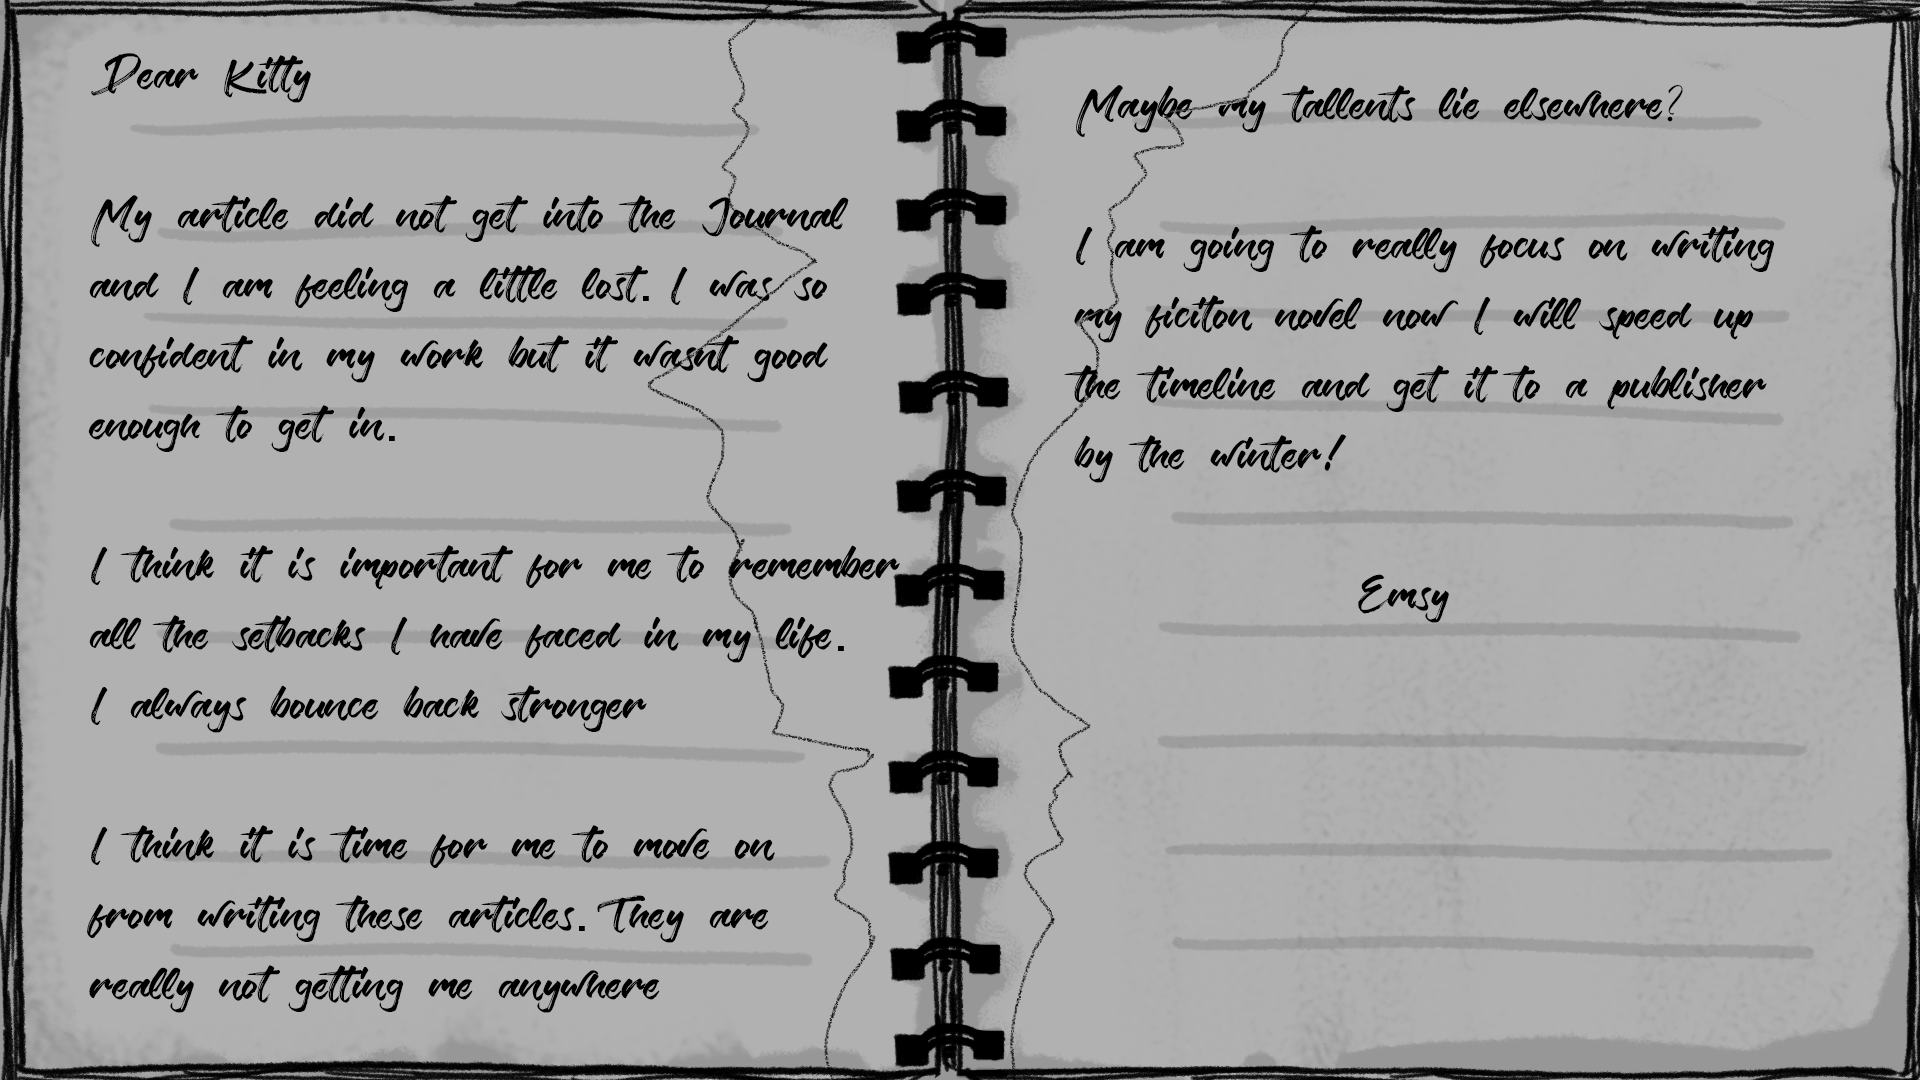 Dear Kitty
My article did not get into the Journal
and I am feeling a little lost. I was so
confident in my work but it wasnt good
enough to get in.
I think it is important for me to remember
all the setbacks I have faced in my life.
I always bounce back stronger
I think it is time for me to move on
from writing these articles. They are
really not getting me anywhere
Maybe my tallents lie elsewhere?
I am going to really focus on writing
my ficiton novel now I will speed up
the timeline and get it to a publisher
by the winter!
Emsy